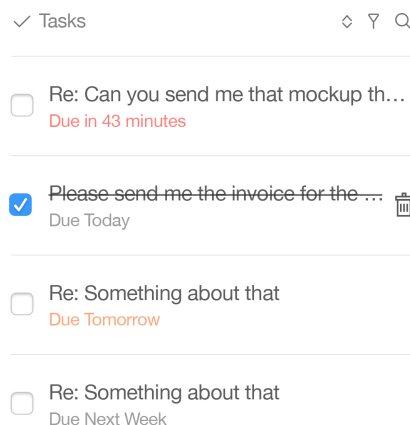 Tasks
Re: Can you send me that mockup th...
Due in 43 minutes
Please send me the invoice for the ...
Due Today
Re: Something about that
Due Tomorrow
Re: Something about that
Due Next Week